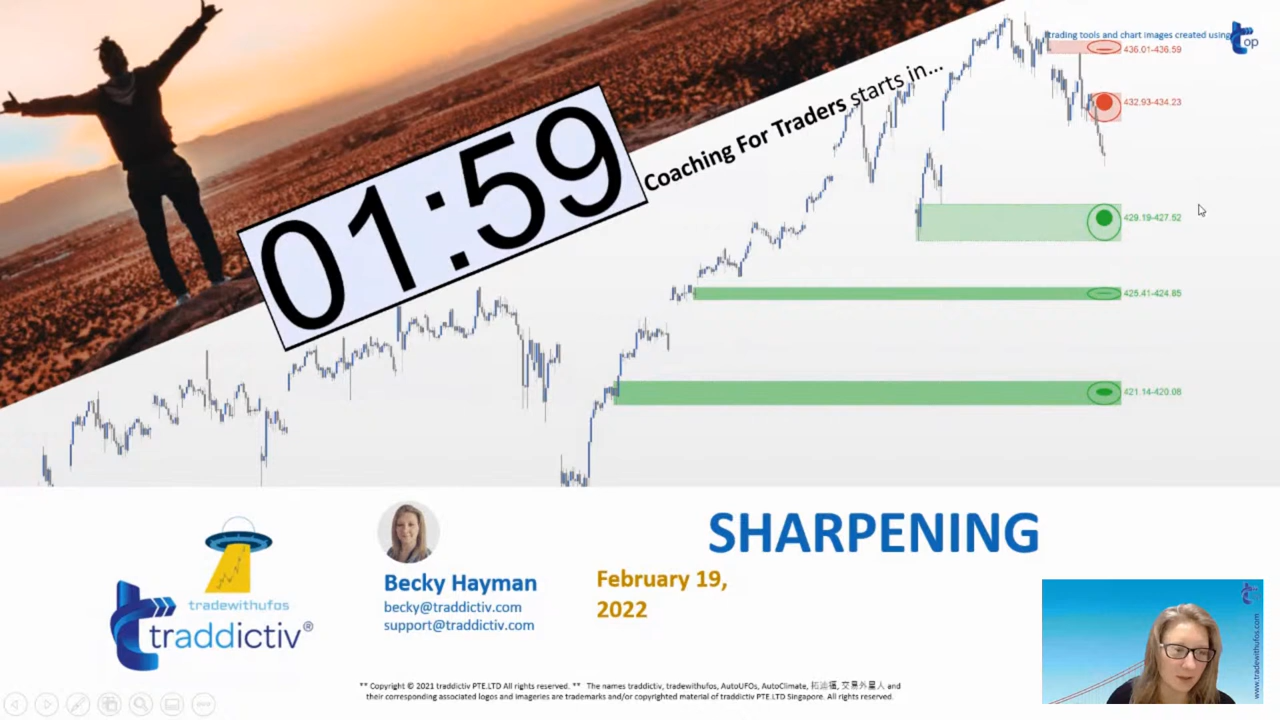 trading tools and chart images created using
top
436.01-436.59
Coaching For Traders starts in...
432.93-434.23
01:59
429.19-427.52
425.41-424.85
421.14-420.08
SHARPENING
Becky Hayman
becky@traddictiv.com
support@traddictiv.com
February 19,
2022
tradewithufos
traddictiv®
www.tradewithufos.com
** Copyright © 2021 traddictiv PTE.LTD All rights reserved. ** The names traddictiv, tradewithufos, AutoUFOs, AutoClimate, 拓迪福, 交易外星人 and
their corresponding associated logos and imageries are trademarks and/or copyrighted material of traddictiv PTE.LTD Singapore. All rights reserved.